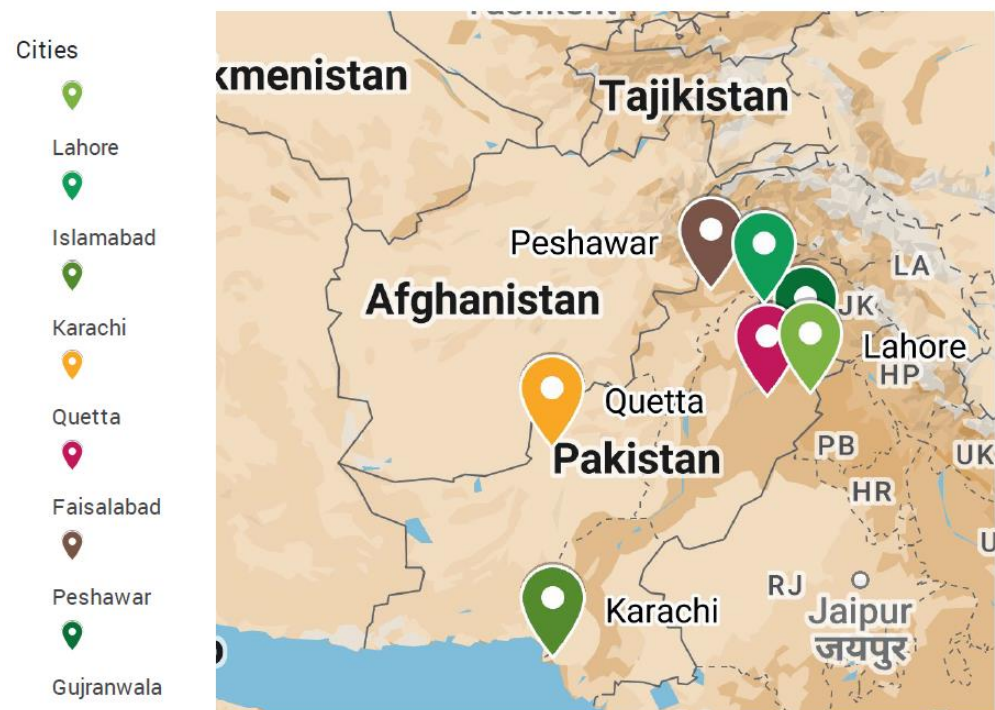 Cities
Lahore
Islamabad
Karachi
Quetta
Faisalabad
Peshawar
Gujranwala
Tajikistan
Peshawar
LA
Afghanistan
JK
Lahore
HP
Quetta
Pakistan
PB
UK
HR
RJ
Karachi
Jaipur
जयपुर